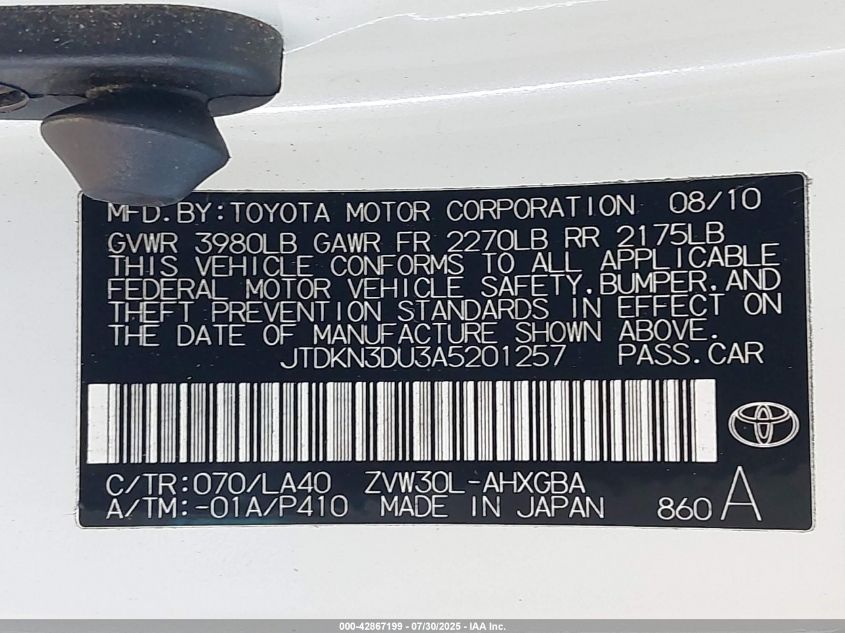 MFD.BY:TOYOTA MOTOR CORPORATION 08/10
GVWR 3980LB GAWR FR 2270LB RR 2175LB
THIS VEHICLE CONFORMS TO ALL APPLICABLE
FEDERAL MOTOR VEHICLE SAFETY,BUMPER,AND
THEFT PREVENTION STANDARDS IN EFFECT ON
THE DATE OF MANUFACTURE SHOWN ABOVE.
JTDKN3DU3A5201257 PASS.CAR
C/TR:070/LA40 ZVW30L-AHXGBA
A/TM:-01A/P410 MADE IN JAPAN 860A
000-42867199 - 07/30/2025 - IAA Inc.